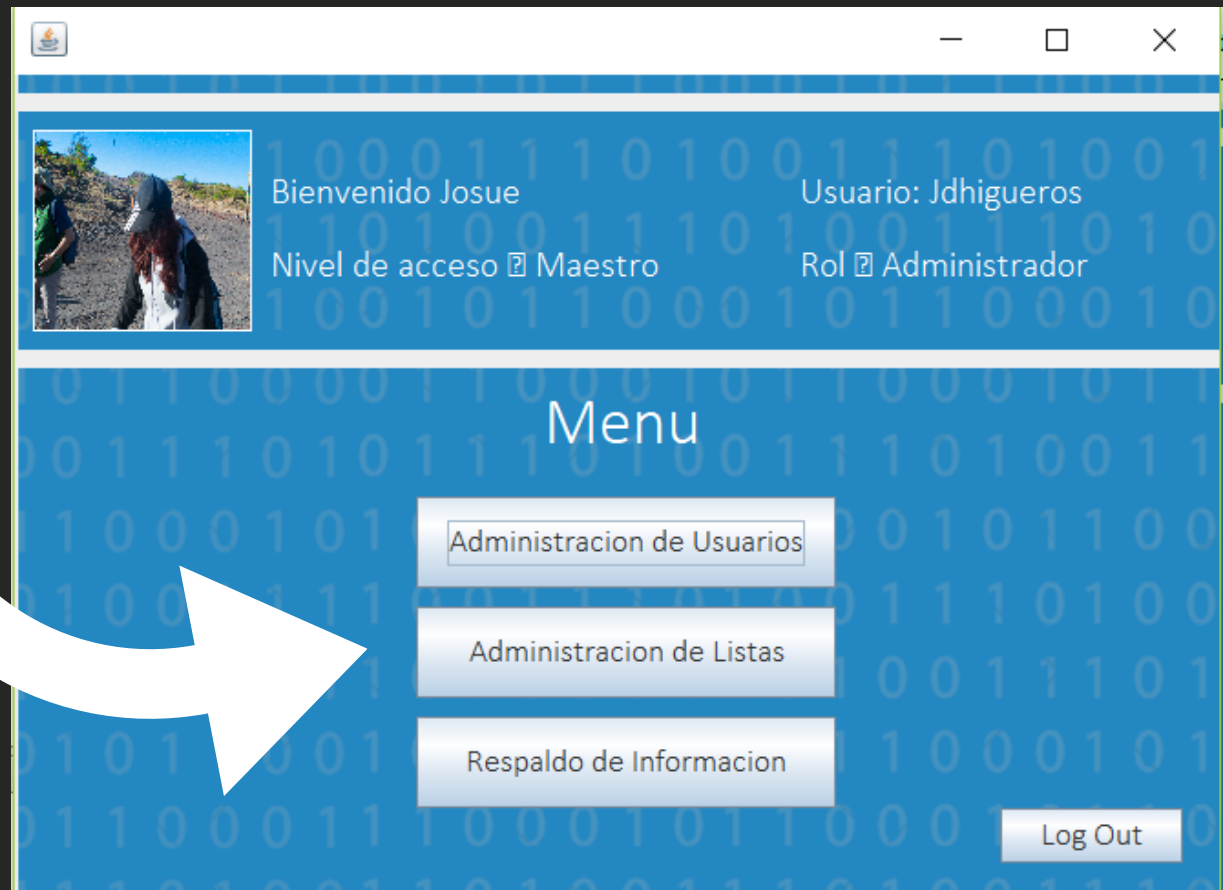 Bienvenido Josue
Usuario: Jdhigueros
Nivel de acceso 🯄 Maestro
Rol 🯄 Administrador
Menu
Administracion de Usuarios
Administracion de Listas
Respaldo de Informacion
Log Out